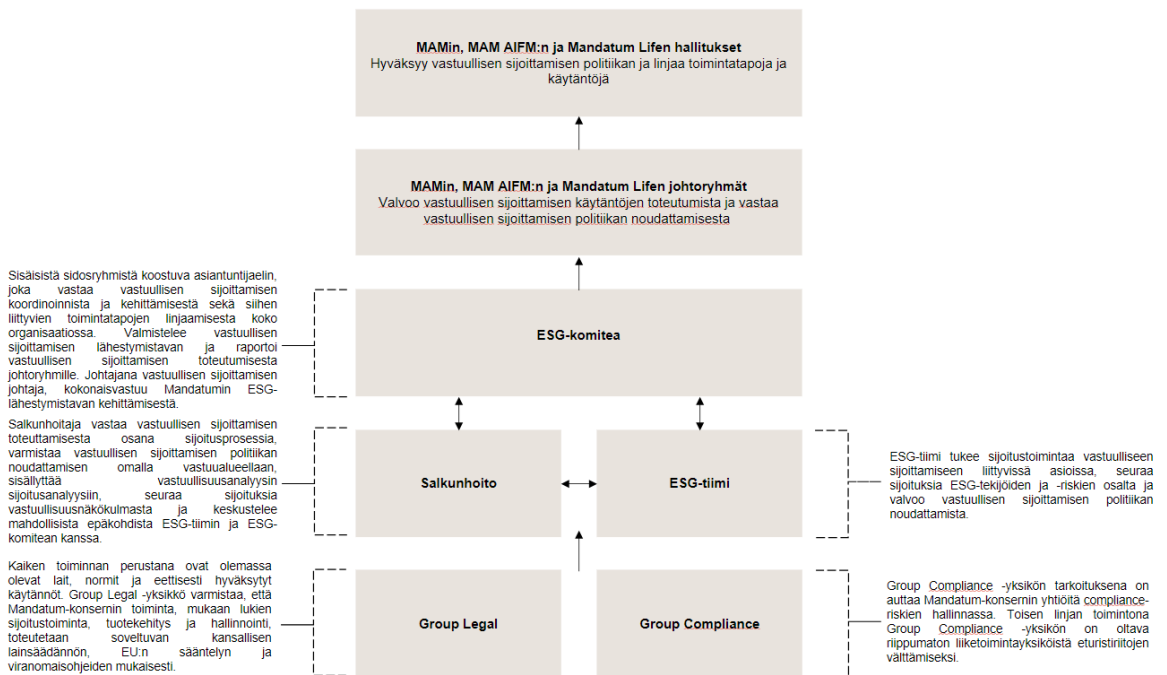 MAMin, MAM AIFM:n ja Mandatum Lifen hallitukset
Hyväksyy vastuullisen sijoittamisen politiikan ja linjaa toimintatapoja ja
käytäntöjä
MAMin, MAM AIFM:n ja Mandatum Lifen johtoryhmät
Valvoo vastuullisen sijoittamisen käytäntöjen toteutumista ja vastaa
vastuullisen sijoittamisen politiikan noudattamisesta
Sisäisistä sidosryhmistä koostuva asiantuntijaelin,
joka vastaa vastuullisen sijoittamisen
koordinoinnista ja kehittämisestä sekä siihen
liittyvien toimintatapojen linjaamisesta koko
organisaatiossa. Valmistelee vastuullisen
sijoittamisen lähestymistavan ja raportoi
vastuullisen sijoittamisen toteutumisesta
johtoryhmille. Johtajana vastuullisen sijoittamisen
johtaja, kokonaisvastuu Mandatumin ESG-
lähestymistavan kehittämisestä.
ESG-komitea
Salkunhoitaja vastaa vastuullisen sijoittamisen
toteuttamisesta osana sijoitusprosessia,
varmistaa vastuullisen sijoittamisen politiikan
noudattamisen omalla vastuualueellaan,
sisällyttää vastuullisuusanalyysin
sijoitusanalyysiin, seuraa sijoituksia
vastuullisuusnäkökulmasta ja keskustelee
mahdollisista epäkohdista ESG-tiimin ja ESG-
komitean kanssa.
Salkunhoito
ESG-tiimi
ESG-tiimi tukee sijoitustoimintaa vastuulliseen
sijoittamiseen liittyvissä asioissa, seuraa
sijoituksia ESG-tekijöiden ja -riskien osalta ja
valvoo vastuullisen sijoittamisen politiikan
noudattamista.
Kaiken toiminnan perustana ovat olemassa
olevat lait, normit ja eettisesti hyväksytyt
käytännöt. Group Legal -yksikkö varmistaa, että
Mandatum-konsernin toiminta, mukaan lukien
sijoitustoiminta, tuotekehitys ja hallinnointi,
toteutetaan soveltuvan kansallisen
lainsäädännön, EU:n sääntelyn ja
viranomaisohjeiden mukaisesti.
Group Legal
Group Compliance
Group Compliance -yksikön tarkoituksena on
auttaa Mandatum-konsernin yhtiöitä compliance-
riskien hallinnassa. Toisen linjan toimintona
Group Compliance -yksikön on oltava
riippumaton liiketoimintayksiköistä eturistiriitojen
välttämiseksi.